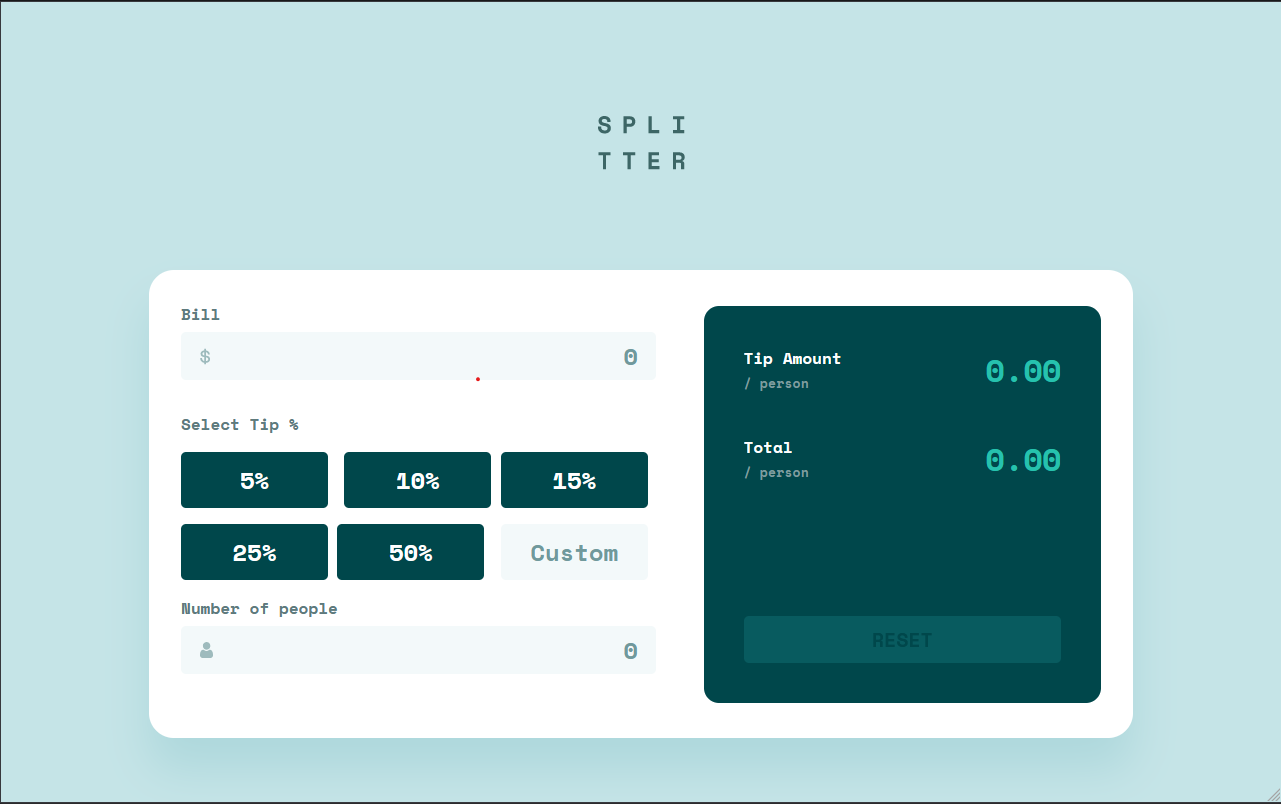 SPLI
TTER
Bill
$ 0
Select Tip %
5% 10% 15%
25% 50% Custom
Number of people
0
Tip Amount
/ person
0.00
Total
/ person
0.00
RESET